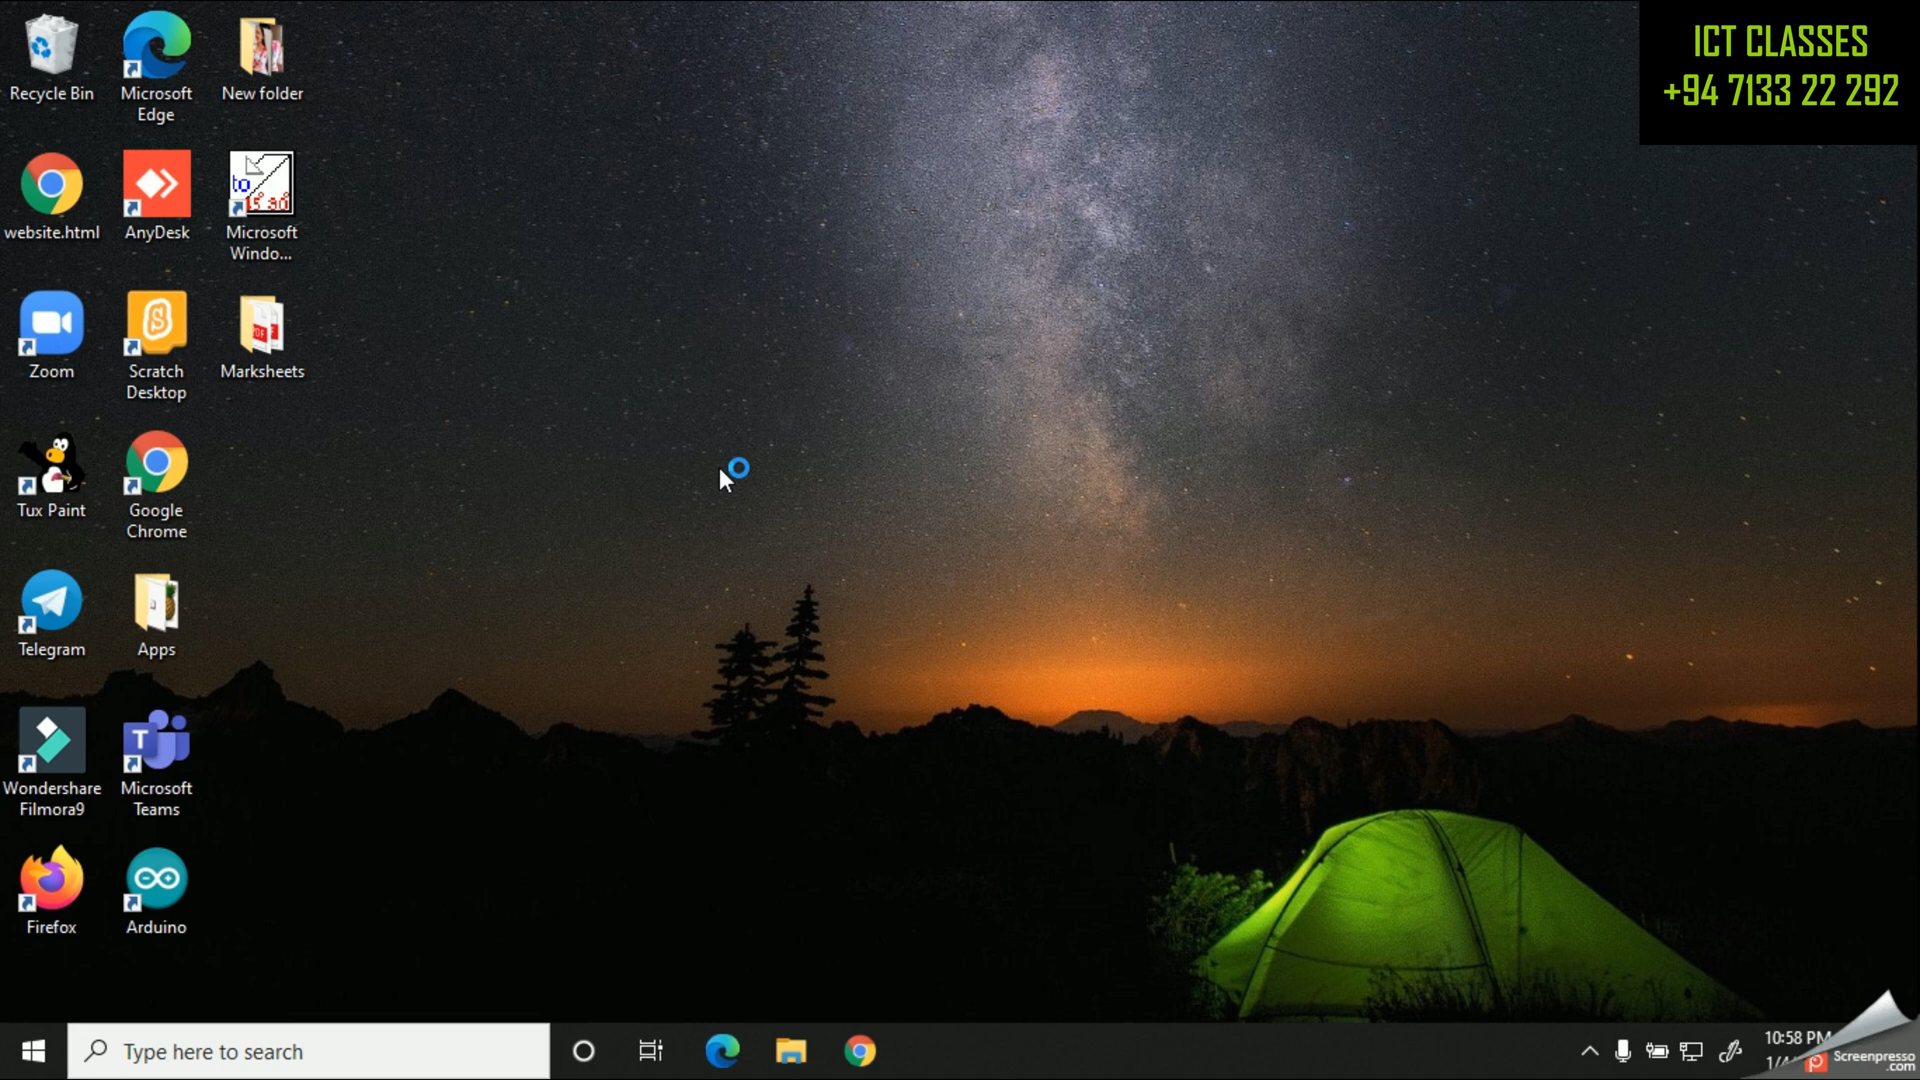 Recycle Bin
Microsoft
Edge
New folder
website.html
AnyDesk
Microsoft
Windo...
Zoom
Scratch
Desktop
Marksheets
Tux Paint
Google
Chrome
Telegram
Apps
Wondershare
Filmora9
Microsoft
Teams
Firefox
Arduino
ICT CLASSES
+94 7133 22 292
Type here to search
10:58 PM
Screenpresso
.com